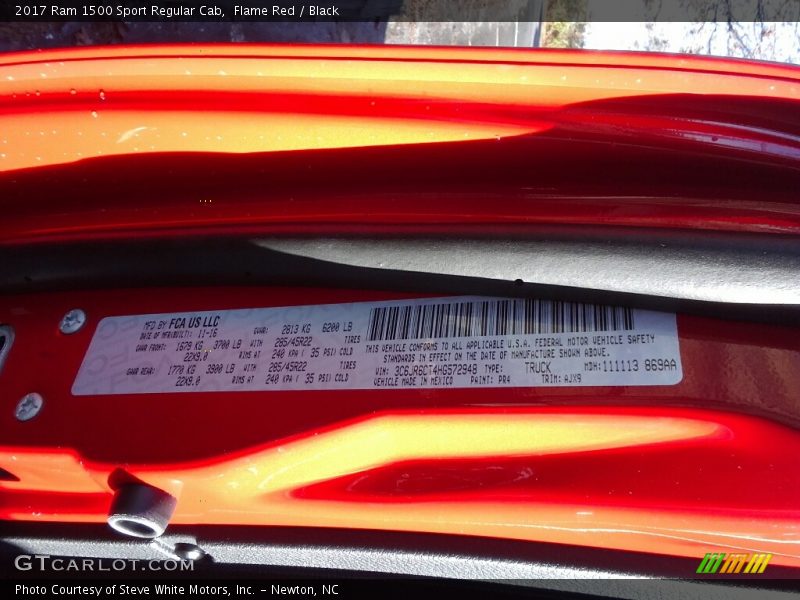 2017 Ram 1500 Sport Regular Cab,  Flame Red / Black
MFD BY FCA US LLC
DATE OF MFR(BUILT): 11-16 GVWR: 2813 KG 6200 LB
GAWR FRONT: 1679 KG 3700 LB WITH 285/45R22 TIRES
22X9.0 RIMS AT 240 KPA ( 35 PSI) COLD
GAWR REAR: 1770 KG 3900 LB WITH 285/45R22 TIRES
22X9.0 RIMS AT 240 KPA ( 35 PSI) COLD
THIS VEHICLE CONFORMS TO ALL APPLICABLE U.S.A. FEDERAL MOTOR VEHICLE SAFETY
STANDARDS IN EFFECT ON THE DATE OF MANUFACTURE SHOWN ABOVE.
VIN: 3C6JR6CT4HG572948 TYPE: TRUCK MDH: 111113 869AA
VEHICLE MADE IN MEXICO PAINT: PR4 TRIM: AJX9
GTCARLOT.COM
Photo Courtesy of Steve White Motors, Inc. – Newton, NC